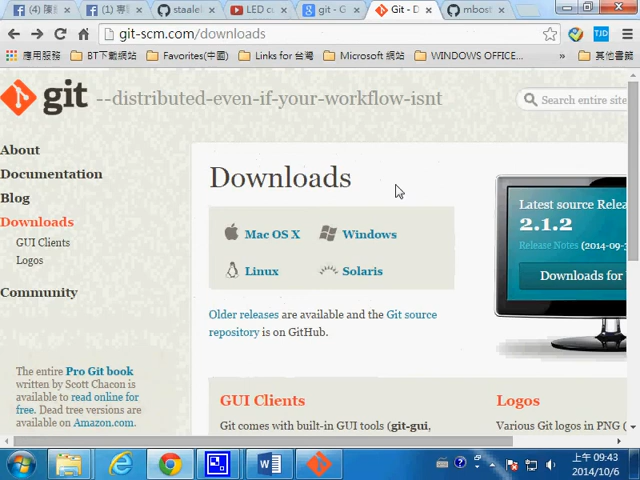 (4) 陳
(1) 專
staale
LED cu
git - G
Git - D
mbost
git-scm.com/downloads
應用服務
BT下載網站
Favorites(中國)
Links for 台灣
Microsoft 網站
WINDOWS OFFICE...
TJD
git --distributed-even-if-your-workflow-isnt
Search entire site
About
Documentation
Blog
Downloads
GUI Clients
Logos
Community
The entire Pro Git book
written by Scott Chacon is
available to read online for
free. Dead tree versions are
available on Amazon.com.
Downloads
Mac OS X
Windows
Linux
Solaris
Older releases are available and the Git source
repository is on GitHub.
Latest source Relea
2.1.2
Release Notes (2014-09-3
Downloads for
GUI Clients
Git comes with built-in GUI tools (git-gui,
Logos
Various Git logos in PNG (
上午 09:43
2014/10/6